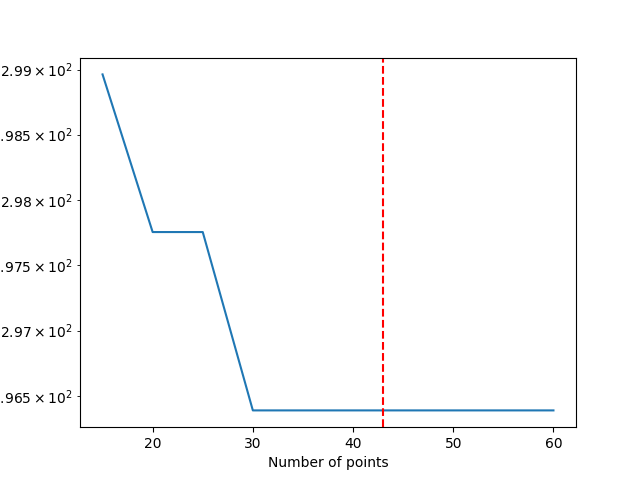 2.99 × 10²
.985 × 10²
2.98 × 10²
.975 × 10²
2.97 × 10²
.965 × 10²
20 30 40 50 60
Number of points